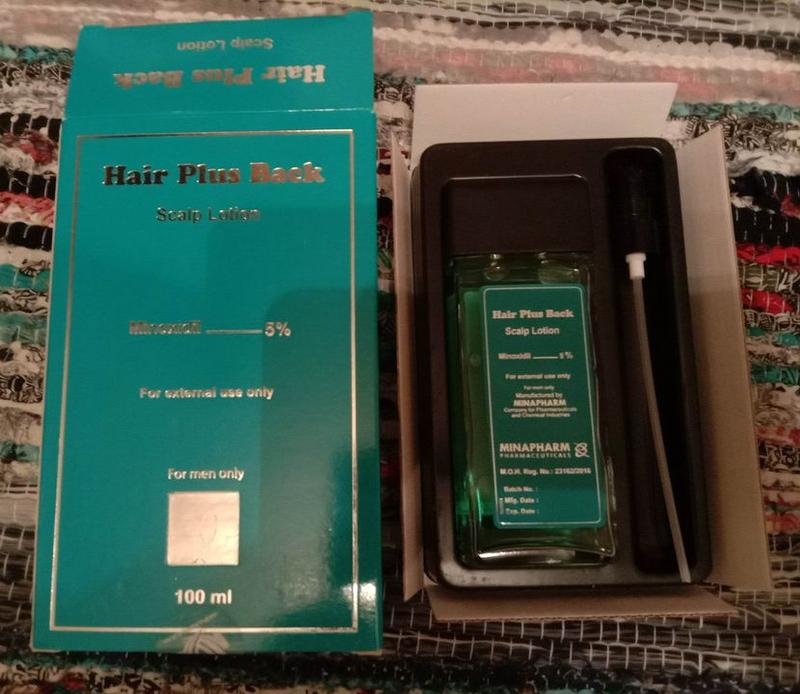 Hair Plus Back
Scalp Lotion
Hair Plus Back
Scalp Lotion
Minoxidil 5%
For external use only
For men only
100 ml
Hair Plus Back
Scalp Lotion
Minoxidil 5%
For external use only
For men only
Manufactured by
MINAPHARM
Company for Pharmaceuticals
and Chemical Industries
MINAPHARM
PHARMACEUTICALS
M.O.H. Reg. No.: 23162/2016
Batch No. :
Mfg. Date :
Exp. Date :